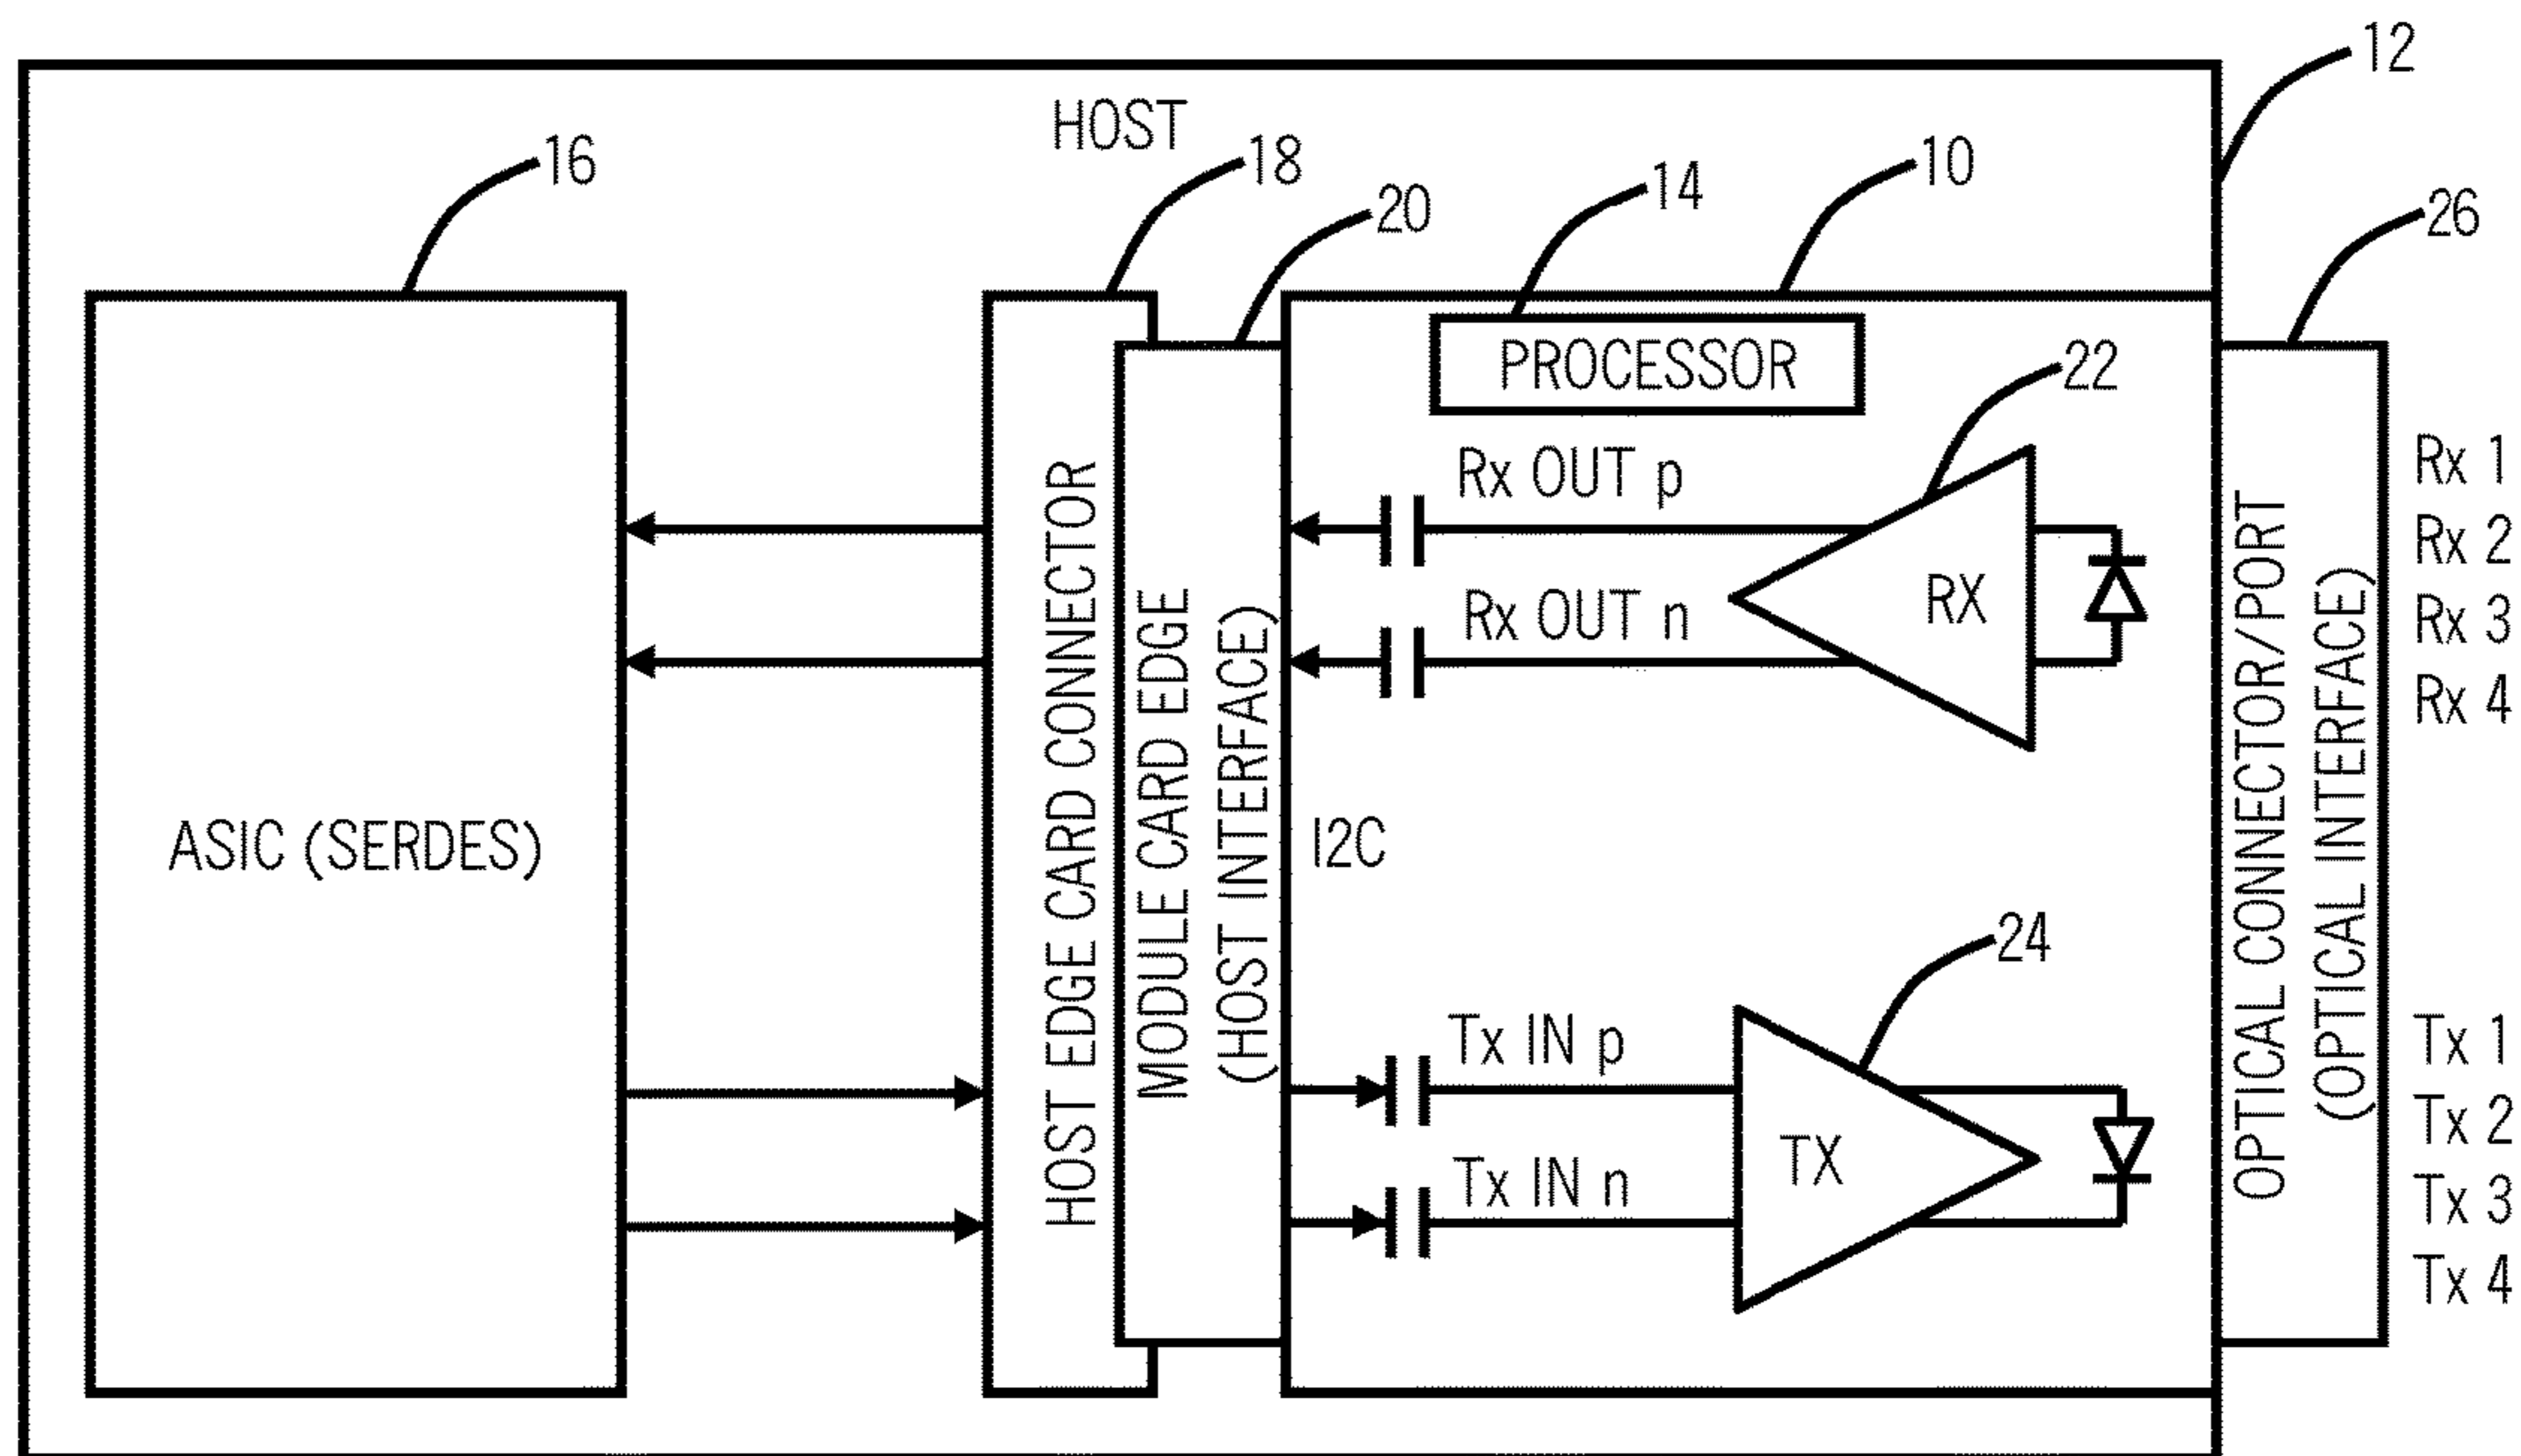 12
HOST
16
18
14
10
20
26
PROCESSOR
22
Rx OUT p
Rx 1
Rx 2
Rx OUT n
RX
Rx 3
Rx 4
HOST EDGE CARD CONNECTOR
MODULE CARD EDGE
(HOST INTERFACE)
OPTICAL CONNECTOR/PORT
(OPTICAL INTERFACE)
ASIC (SERDES)
I2C
24
Tx IN p
Tx 1
Tx 2
TX
Tx IN n
Tx 3
Tx 4